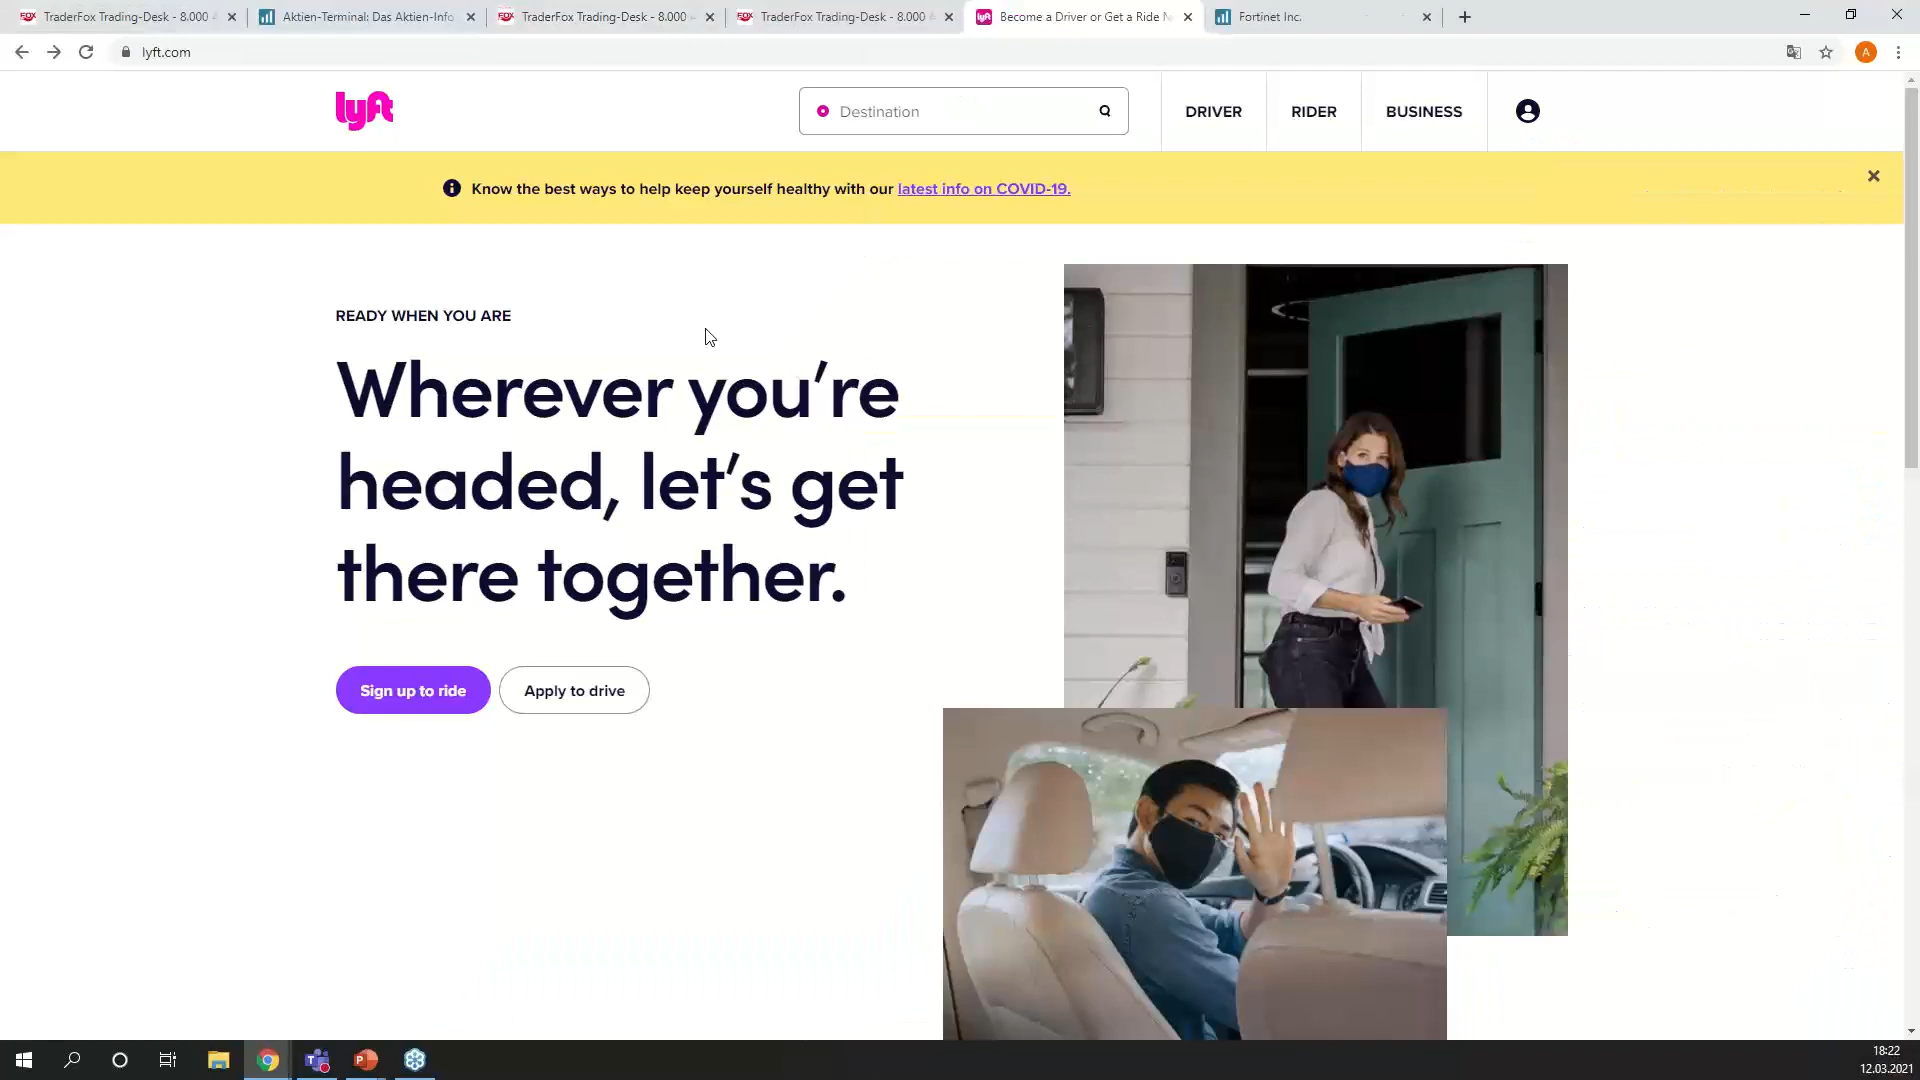 TraderFox Trading-Desk - 8.000
Aktien-Terminal: Das Aktien-Info
TraderFox Trading-Desk - 8.000
TraderFox Trading-Desk - 8.000
Become a Driver or Get a Ride N
Fortinet Inc.
lyft.com
A
lyft
Destination
DRIVER
RIDER
BUSINESS
Know the best ways to help keep yourself healthy with our latest info on COVID-19.
READY WHEN YOU ARE
Wherever you’re
headed, let’s get
there together.
Sign up to ride
Apply to drive
18:22
12.03.2021